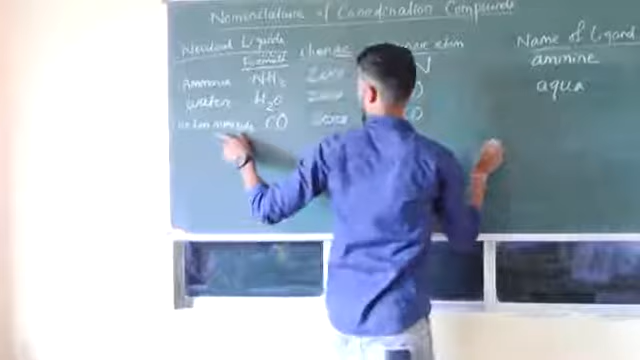 Nomenclature of Coordination Compounds
Neutral Ligands Name of Ligand
Formula charge
Ammonia NH3 Zero N ammine
water H2O Zero O aqua
CO Zero O